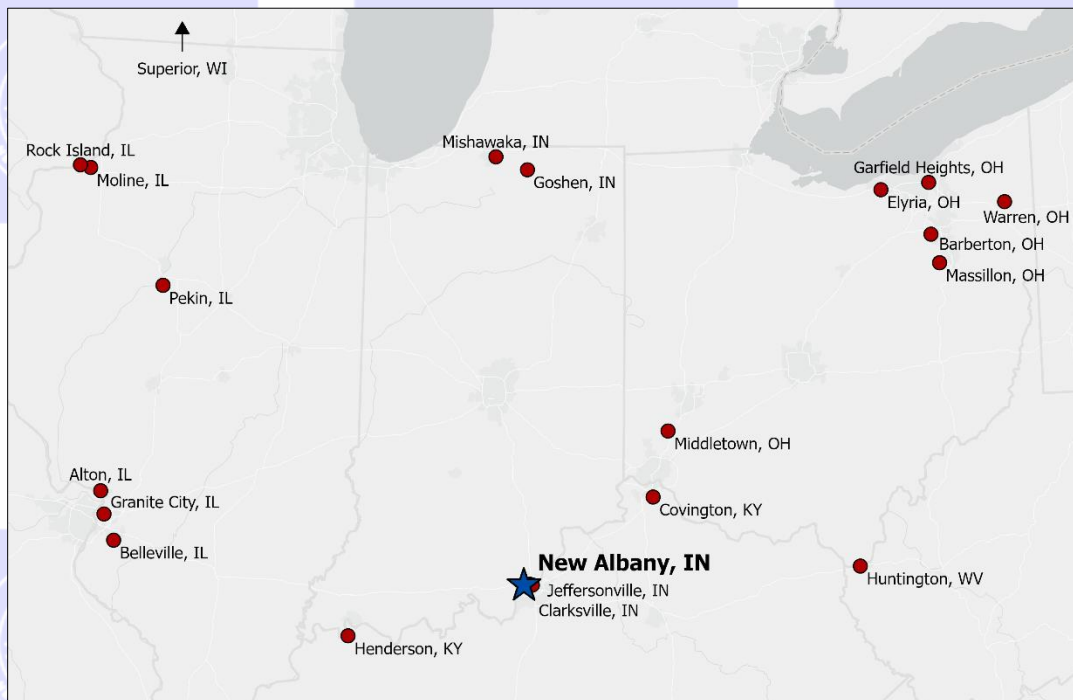 Superior, WI
Rock Island, IL
Moline, IL
Mishawaka, IN
Goshen, IN
Garfield Heights, OH
Elyria, OH
Warren, OH
Barberton, OH
Massillon, OH
Pekin, IL
Middletown, OH
Alton, IL
Granite City, IL
Covington, KY
Belleville, IL
New Albany, IN
Huntington, WV
Jeffersonville, IN
Clarksville, IN
Henderson, KY